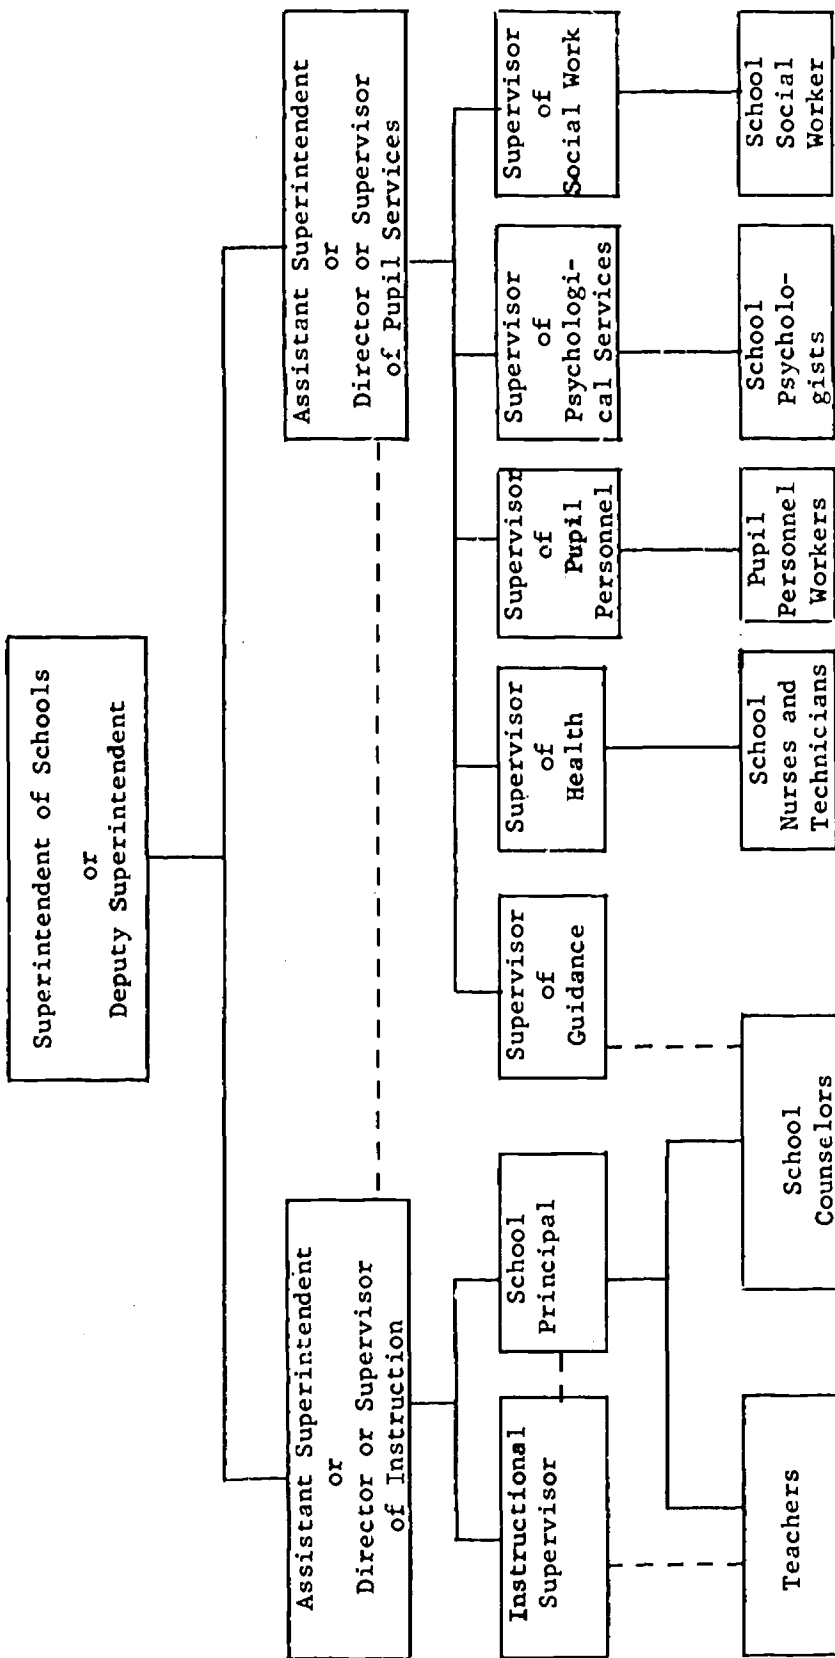 Superintendent of Schools
or
Deputy Superintendent
Assistant Superintendent
or
Director or Supervisor
of Instruction
Assistant Superintendent
or
Director or Supervisor
of Pupil Services
Instructional
Supervisor
School
Principal
Supervisor
of
Guidance
Supervisor
of
Health
Supervisor
of
Pupil
Personnel
Supervisor
of
Psychologi-
cal Services
Supervisor
of
Social Work
Teachers
School
Counselors
School
Nurses and
Technicians
Pupil
Personnel
Workers
School
Psycholo-
gists
School
Social
Worker